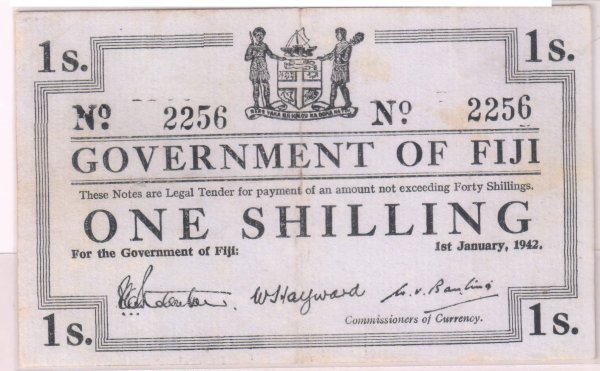 1s. 1s.
Nº 2256 Nº 2256
GOVERNMENT OF FIJI
These Notes are Legal Tender for payment of an amount not exceeding Forty Shillings.
ONE SHILLING
For the Government of Fiji: 1st January, 1942.
W Hayward
Commissioners of Currency.
1s. 1s.